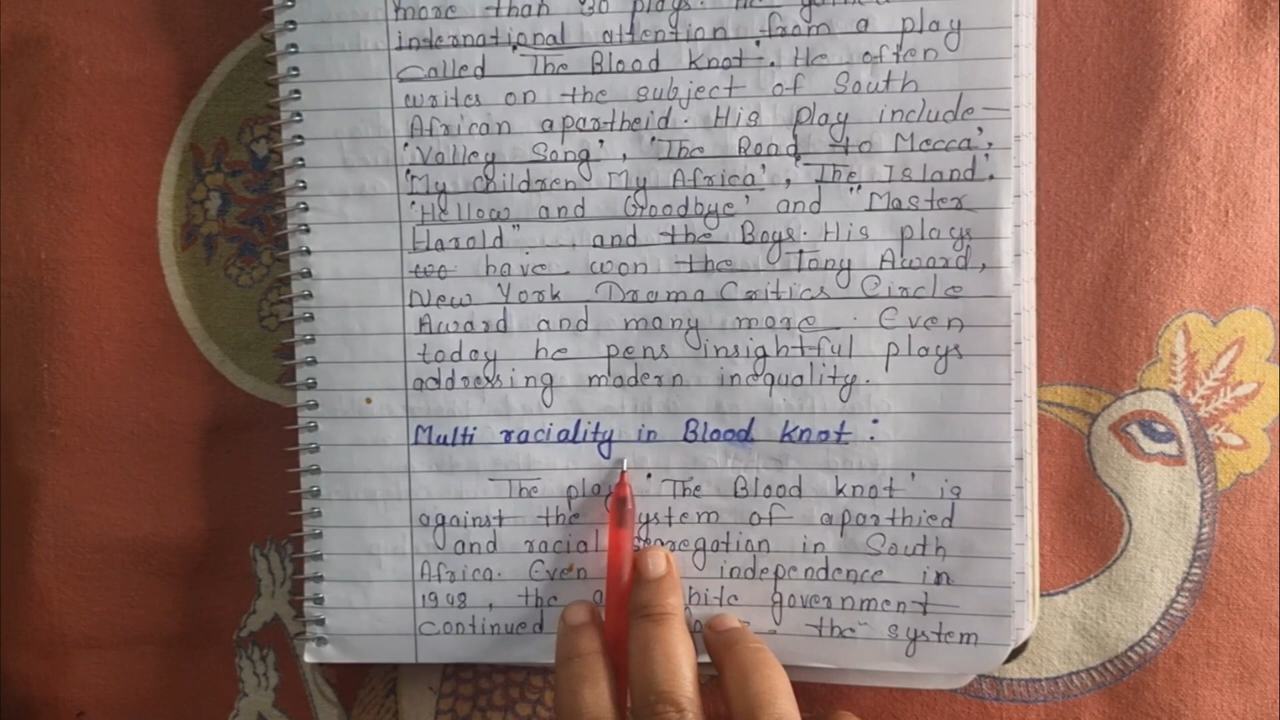 more than 30 plays. He gained
international attention from a play
called 'The Blood Knot'. He often
writes on the subject of South
African apartheid. His play include—
'Valley Song', 'The Road to Mecca',
'My children My Africa', 'The Island'.
'Hellow and Goodbye' and "Master
Harold" ... and the Boys. His plays
too have won the Tony Award,
New York Drama Critics Circle
Award and many more. Even
today he pens insightful plays
addressing modern inequality.
Multi raciality in Blood Knot :
The play 'The Blood knot' is
against the system of aparthied
and racial segregation in South
Africa. Even independence in
1948, the government
continued the system